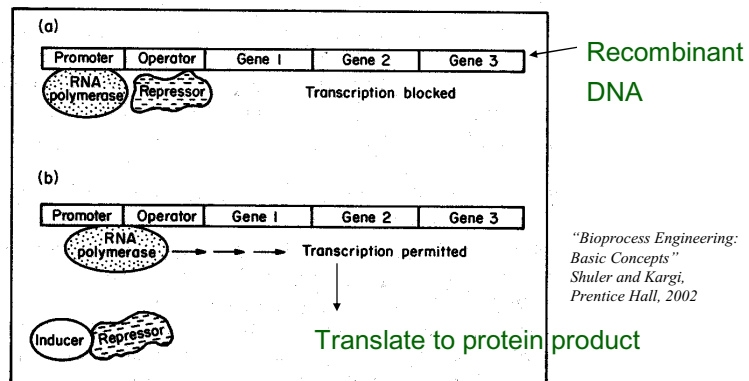 (a)
Promoter Operator Gene 1 Gene 2 Gene 3
RNA
polymerase
Repressor
Transcription blocked
Recombinant
DNA
(b)
Promoter Operator Gene 1 Gene 2 Gene 3
RNA
polymerase
Transcription permitted
"Bioprocess Engineering:
Basic Concepts"
Shuler and Kargi,
Prentice Hall, 2002
Inducer Repressor
Translate to protein product